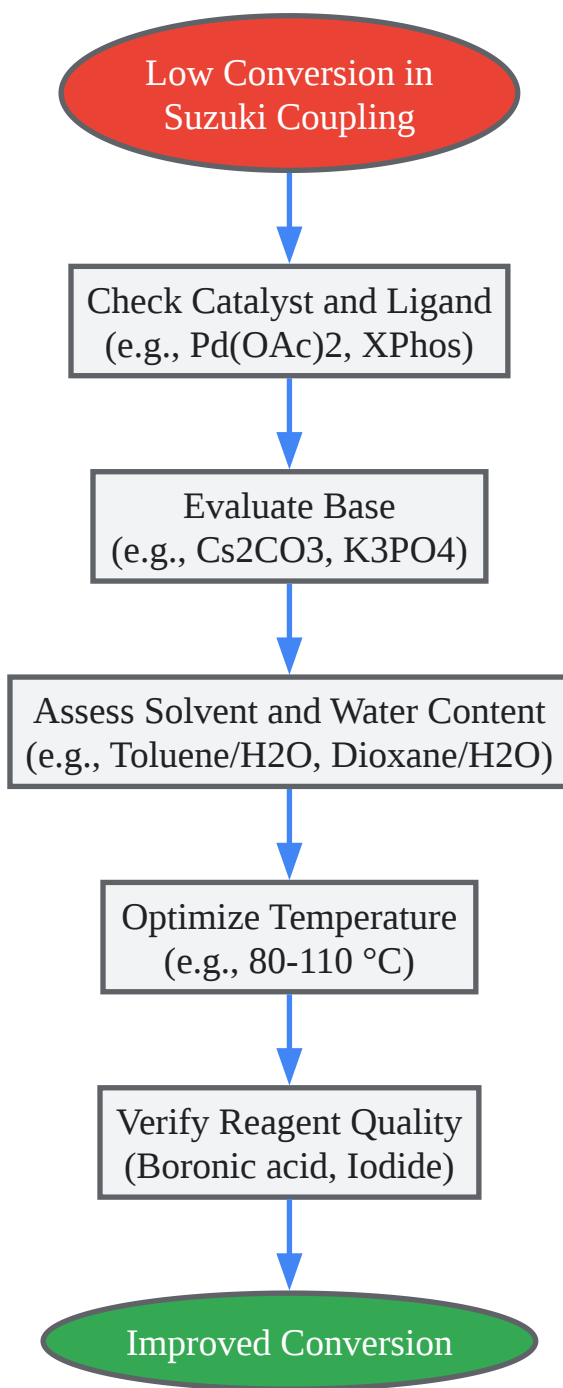 Low Conversion in
Suzuki Coupling
Check Catalyst and Ligand
(e.g., Pd(OAc)2, XPhos)
Evaluate Base
(e.g., Cs2CO3, K3PO4)
Assess Solvent and Water Content
(e.g., Toluene/H2O, Dioxane/H2O)
Optimize Temperature
(e.g., 80-110 °C)
Verify Reagent Quality
(Boronic acid, Iodide)
Improved Conversion